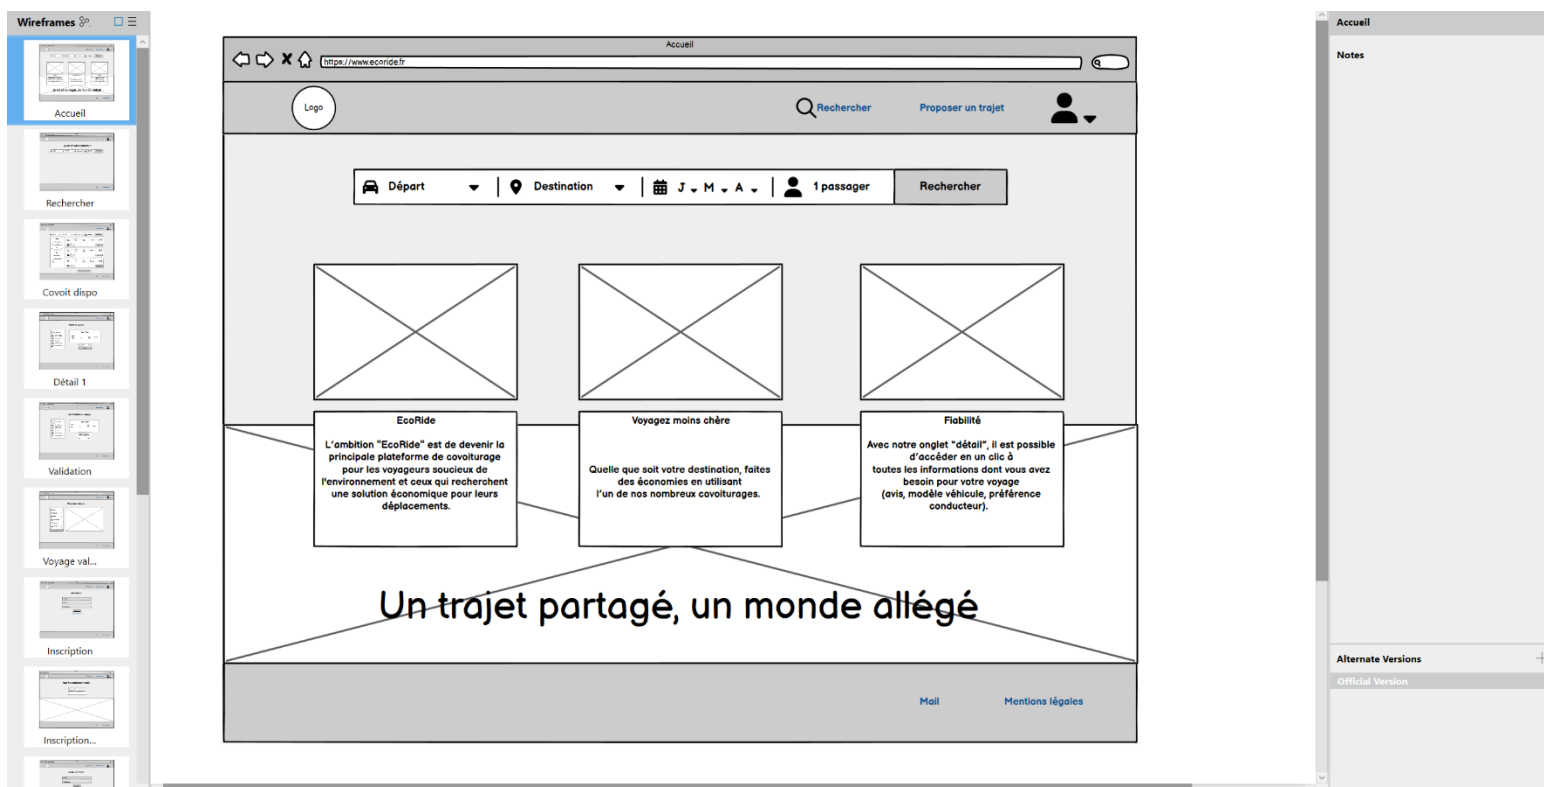 Wireframes
Accueil
Rechercher
Covoit dispo
Détail 1
Validation
Voyage val...
Inscription
Inscription...
Accueil
https://www.ecoride.fr
Logo
Rechercher
Proposer un trajet
Départ
Destination
J
M
A
1 passager
Rechercher
EcoRide
L'ambition "EcoRide" est de devenir la
principale plateforme de covoiturage
pour les voyageurs soucieux de
l'environnement et ceux qui recherchent
une solution économique pour leurs
déplacements.
Voyagez moins chère
Quelle que soit votre destination, faites
des économies en utilisant
l'un de nos nombreux covoiturages.
Fiabilité
Avec notre onglet "détail", il est possible
d'accéder en un clic à
toutes les informations dont vous avez
besoin pour votre voyage
(avis, modèle véhicule, préférence
conducteur).
Un trajet partagé, un monde allégé
Mail
Mentions légales
Accueil
Notes
Alternate Versions
Official Version